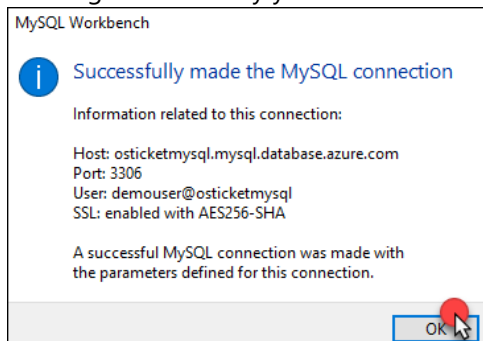 MySQL Workbench
Successfully made the MySQL connection
Information related to this connection:
Host: osticketmysql.mysql.database.azure.com
Port: 3306
User: demouser@osticketmysql
SSL: enabled with AES256-SHA
A successful MySQL connection was made with
the parameters defined for this connection.
OK